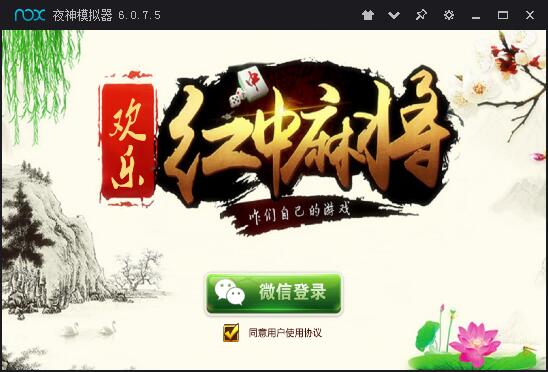 nox 夜神模拟器 6.0.7.5
中
欢乐
红中麻将
咱们自己的游戏
微信登录
同意用户使用协议